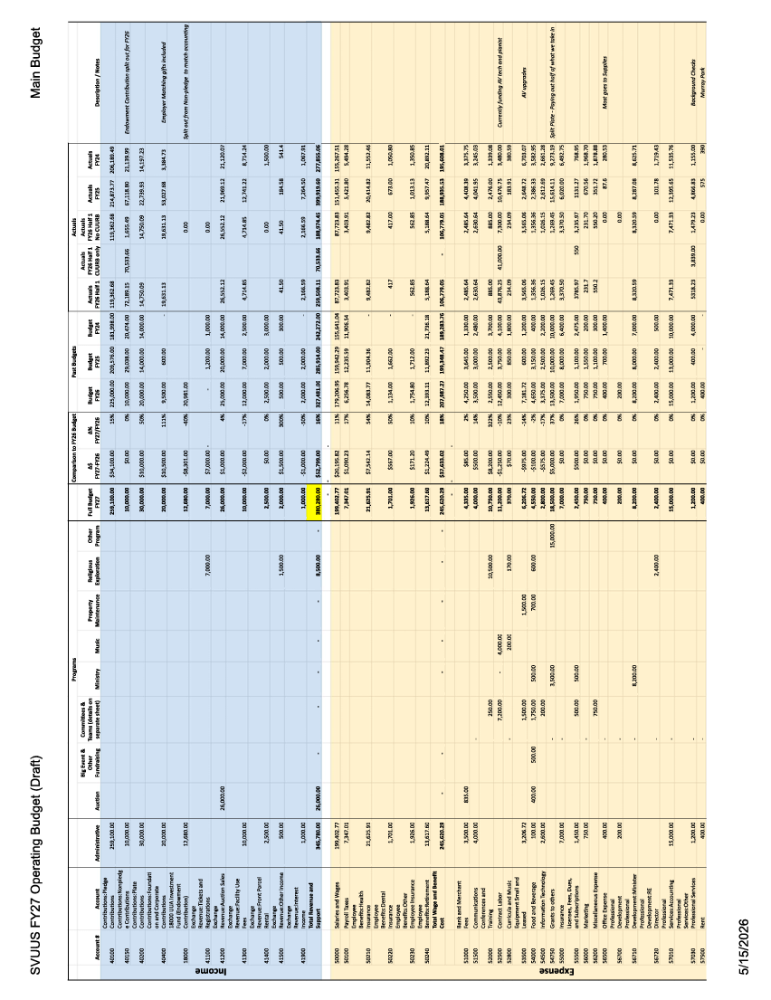 SVUUS FY27 Operating Budget (Draft) Main Budget
Programs Comparison to FY26 Budget Past Budgets Actuals
Account # Account Administrative Auction Big Event & Other Fundraising Committees & Teams (details on separate sheet) Ministry Music Property Maintenance Religious Exploration Other Program Full Budget FY27 Δ$ FY27-FY26 Δ% FY27/FY26 Budget FY26 Budget FY25 Budget FY24 Actuals FY26 Half 1 Actuals FY26 Half 1 CUURB only Actuals FY26 Half 1 No CUURB Actuals FY25 Actuals FY24 Description / Notes
Income
40100 Contributions:Pledge Contributions 259,100.00 259,100.00 $34,100.00 15% 225,000.00 209,576.00 181,998.00 119,362.68 119,362.68 214,873.77 206,180.49
40150 10,000.00 10,000.00 $0.00 0% 10,000.00 29,038.00 20,474.00 72,189.15 70,533.66 1,655.49 67,118.80 21,139.99 Endowment Contribution split out for FY26
40200 Contributions:Plate Contributions 30,000.00 30,000.00 $10,000.00 50% 20,000.00 14,000.00 14,000.00 14,750.09 14,750.09 22,739.93 14,197.23
40400 Contributions:Foundation and Corporate Contributions 20,000.00 20,000.00 $10,500.00 111% 9,500.00 600.00 - 19,631.13 19,631.13 53,027.68 3,384.73 Employer Matching gifts included
18000 18000 UUA Investment Fund (Endowment Contributions) 12,680.00 12,680.00 -$8,301.00 -40% 20,981.00 0.00 Split out from Non-pledge to match accounting
41100 Exchange Revenue:Tickets and Registrations 7,000.00 7,000.00 $7,000.00 - 1,200.00 1,000.00 0.00
41200 Exchange Revenue:Auction Sales 26,000.00 26,000.00 $1,000.00 4% 25,000.00 20,000.00 14,000.00 26,552.12 26,552.12 21,969.12 21,120.07
41300 Exchange Revenue:Facility Use Fees 10,000.00 10,000.00 -$2,000.00 -17% 12,000.00 7,000.00 2,500.00 4,714.85 4,714.85 12,741.22 8,714.24
41400 Exchange Revenue:Front Parcel Rental 2,500.00 2,500.00 $0.00 0% 2,500.00 2,000.00 3,000.00 0.00 1,500.00
41500 Exchange Revenue:Other Income 500.00 1,500.00 2,000.00 $1,500.00 300% 500.00 500.00 300.00 41.50 41.50 184.58 541.4
41900 Exchange Revenue:Interest Income 1,000.00 1,000.00 -$1,000.00 -50% 2,000.00 2,000.00 - 2,166.59 2,166.59 7,264.50 1,067.91
Total Revenue and Support 345,780.00 26,000.00 - - - - - 8,500.00 - 380,280.00 $52,799.00 16% 327,481.00 285,914.00 242,272.00 259,508.11 70,533.66 188,974.45 399,919.60 277,855.06
Expense
50000 Salaries and Wages 199,402.77 199,402.77 $20,195.82 11% 179,206.95 159,942.29 155,641.04 87,723.83 87,723.83 151,455.31 155,267.51
50100 Payroll Taxes 7,347.01 7,347.01 $1,090.23 17% 6,256.78 12,235.59 11,906.54 3,403.91 3,403.91 5,421.80 5,494.28
50210 Employee Benefits:Health Insurance 21,625.91 21,625.91 $7,542.14 54% 14,083.77 11,904.36 9,482.82 9,482.82 20,414.82 11,552.46
50220 Employee Benefits:Dental Insurance 1,701.00 1,701.00 $567.00 50% 1,134.00 1,662.00 417 417.00 673.00 1,050.80
50230 Employee Benefits:Other Employee Insurance 1,926.00 1,926.00 $171.20 10% 1,754.80 1,712.00 562.85 562.85 1,013.13 1,350.85
50240 Employee Benefits:Retirement 13,617.60 13,617.60 $1,224.49 10% 12,393.11 11,892.23 21,736.18 5,188.64 5,188.64 9,957.47 20,892.11
Total Wage and Benefit Cost 245,620.29 - - - - - - - 245,620.29 18% 199,348.47 189,283.76 106,779.05 - 106,779.05 188,935.53 195,608.01
51000 Bank and Merchant Fees 3,500.00 835.00 4,335.00 $85.00 2% 4,250.00 3,645.00 1,300.00 2,485.64 2,485.64 4,408.39 3,375.75
51500 Computers 4,000.00 - 4,000.00 $500.00 14% 3,500.00 3,000.00 2,480.00 2,630.64 2,630.64 4,041.95 3,245.03
52000 Conferences and Training 250.00 10,500.00 10,750.00 $8,200.00 322% 2,550.00 2,500.00 3,700.00 885.00 885.00 2,476.00 1,339.08
52500 Contract Labor 7,200.00 - 4,000.00 11,200.00 -$1,250.00 -10% 12,450.00 3,750.00 4,100.00 43,876.25 41,000.00 7,300.00 10,476.75 3,480.00 Currently funding AV tech and pianist
52800 Curricula and Music 200.00 170.00 370.00 $70.00 23% 300.00 850.00 1,800.00 234.09 234.09 183.91 380.59
53500 Equipment Small and Leased 3,206.72 1,500.00 1,500.00 6,206.72 -$975.00 -14% 7,181.72 600.00 1,200.00 3,565.06 3,565.06 2,648.72 6,703.07 AV upgrades
54000 Food and Beverage 100.00 400.00 500.00 1,750.00 500.00 700.00 600.00 4,550.00 -$100.00 -2% 4,650.00 3,150.00 400.00 1,356.36 1,356.36 2,386.33 3,582.95
54500 Information Technology 2,600.00 200.00 2,800.00 -$575.00 -17% 3,375.00 2,500.00 2,200.00 1,026.15 1,026.15 2,612.69 2,661.28
54750 Grants to others 3,500.00 15,000.00 18,500.00 $5,000.00 37% 13,500.00 10,000.00 10,000.00 1,269.45 1,269.45 15,614.11 9,273.19 Split Plate - Paying out half of what we take in
55000 Insurance 7,000.00 - 7,000.00 $0.00 0% 7,000.00 8,000.00 6,400.00 3,370.50 3,370.50 6,020.00 6,492.75
55500 Licenses, Fees, Dues, and Subscriptions 1,450.00 500.00 500.00 2,450.00 $500.00 26% 1,950.00 1,100.00 2,475.00 3785.97 550 3,235.97 1131.27 768.95
56000 Marketing 750.00 - 750.00 $0.00 0% 750.00 1,550.00 200.00 231.7 231.70 670.56 1,968.70
56200 Miscellaneous Expense 750.00 750.00 $0.00 0% 750.00 1,100.00 300.00 550.2 550.20 351.72 1,878.88
56500 Office Expense 400.00 - 400.00 $0.00 0% 400.00 700.00 1,400.00 0.00 87.6 280.53 Most goes to Supplies
56700 Professional Development 200.00 - 200.00 $0.00 0% 200.00 0.00
56710 Professional Development:Minister 8,200.00 8,200.00 $0.00 0% 8,200.00 8,000.00 7,000.00 8,320.59 8,320.59 8,287.08 8,625.71
56720 Professional Development:RE Director - 2,400.00 2,400.00 $0.00 0% 2,400.00 2,400.00 500.00 0.00 101.78 1,719.43
57010 Professional Services:Accounting 15,000.00 - 15,000.00 $0.00 0% 15,000.00 13,000.00 10,000.00 7,471.33 7,471.33 12,956.65 11,535.76
57030 Professional Services:Other Professional Services 1,200.00 - 1,200.00 $0.00 0% 1,200.00 400.00 4,000.00 5318.23 3,839.00 1,479.23 4,866.83 1,155.00 Background Checks
57500 Rent 400.00 - 400.00 $0.00 0% 400.00 - - 0.00 575 390 Murray Park
5/15/2026